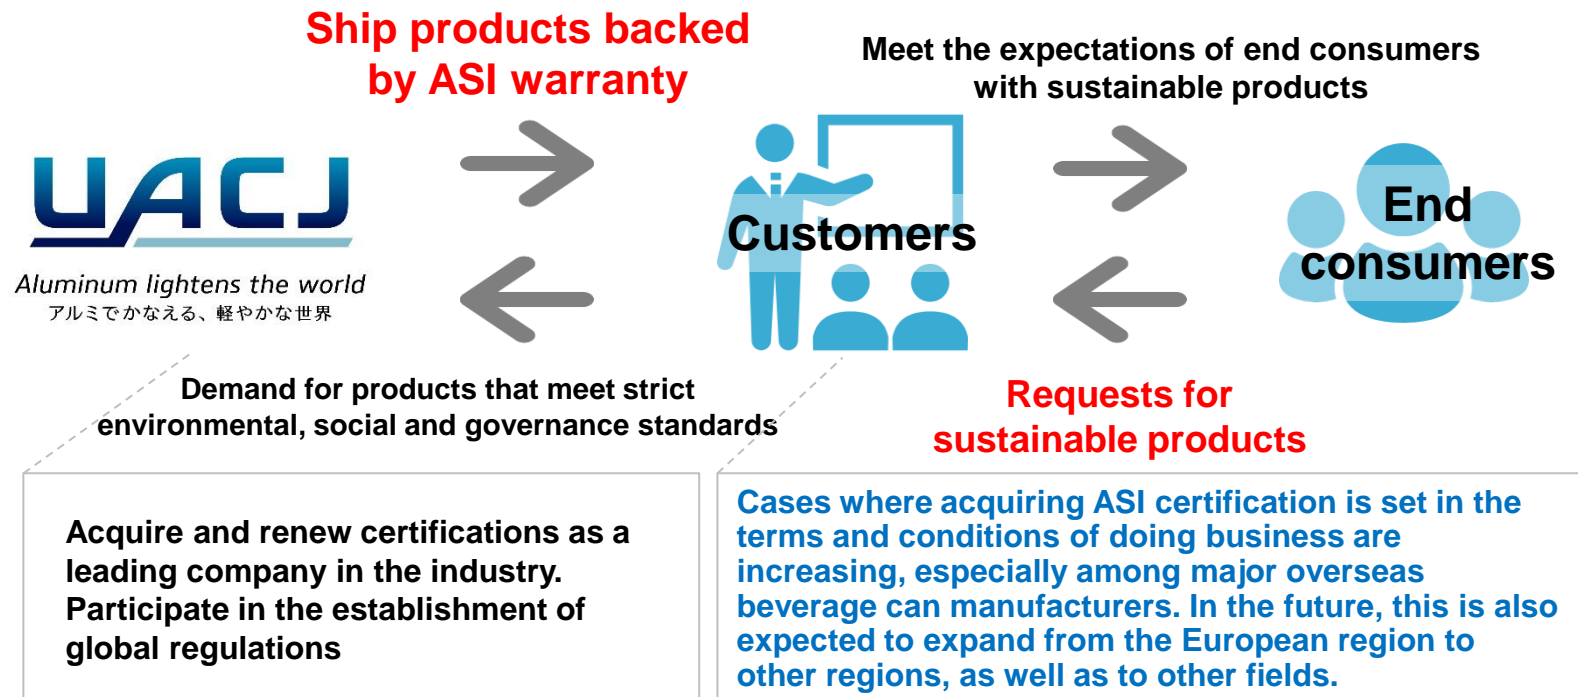 Ship products backed
by ASI warranty
Meet the expectations of end consumers
with sustainable products
UACJ
Aluminum lightens the world
アルミでかなえる、軽やかな世界
Customers
End
consumers
Demand for products that meet strict
environmental, social and governance standards
Requests for
sustainable products
Acquire and renew certifications as a
leading company in the industry.
Participate in the establishment of
global regulations
Cases where acquiring ASI certification is set in the
terms and conditions of doing business are
increasing, especially among major overseas
beverage can manufacturers. In the future, this is also
expected to expand from the European region to
other regions, as well as to other fields.